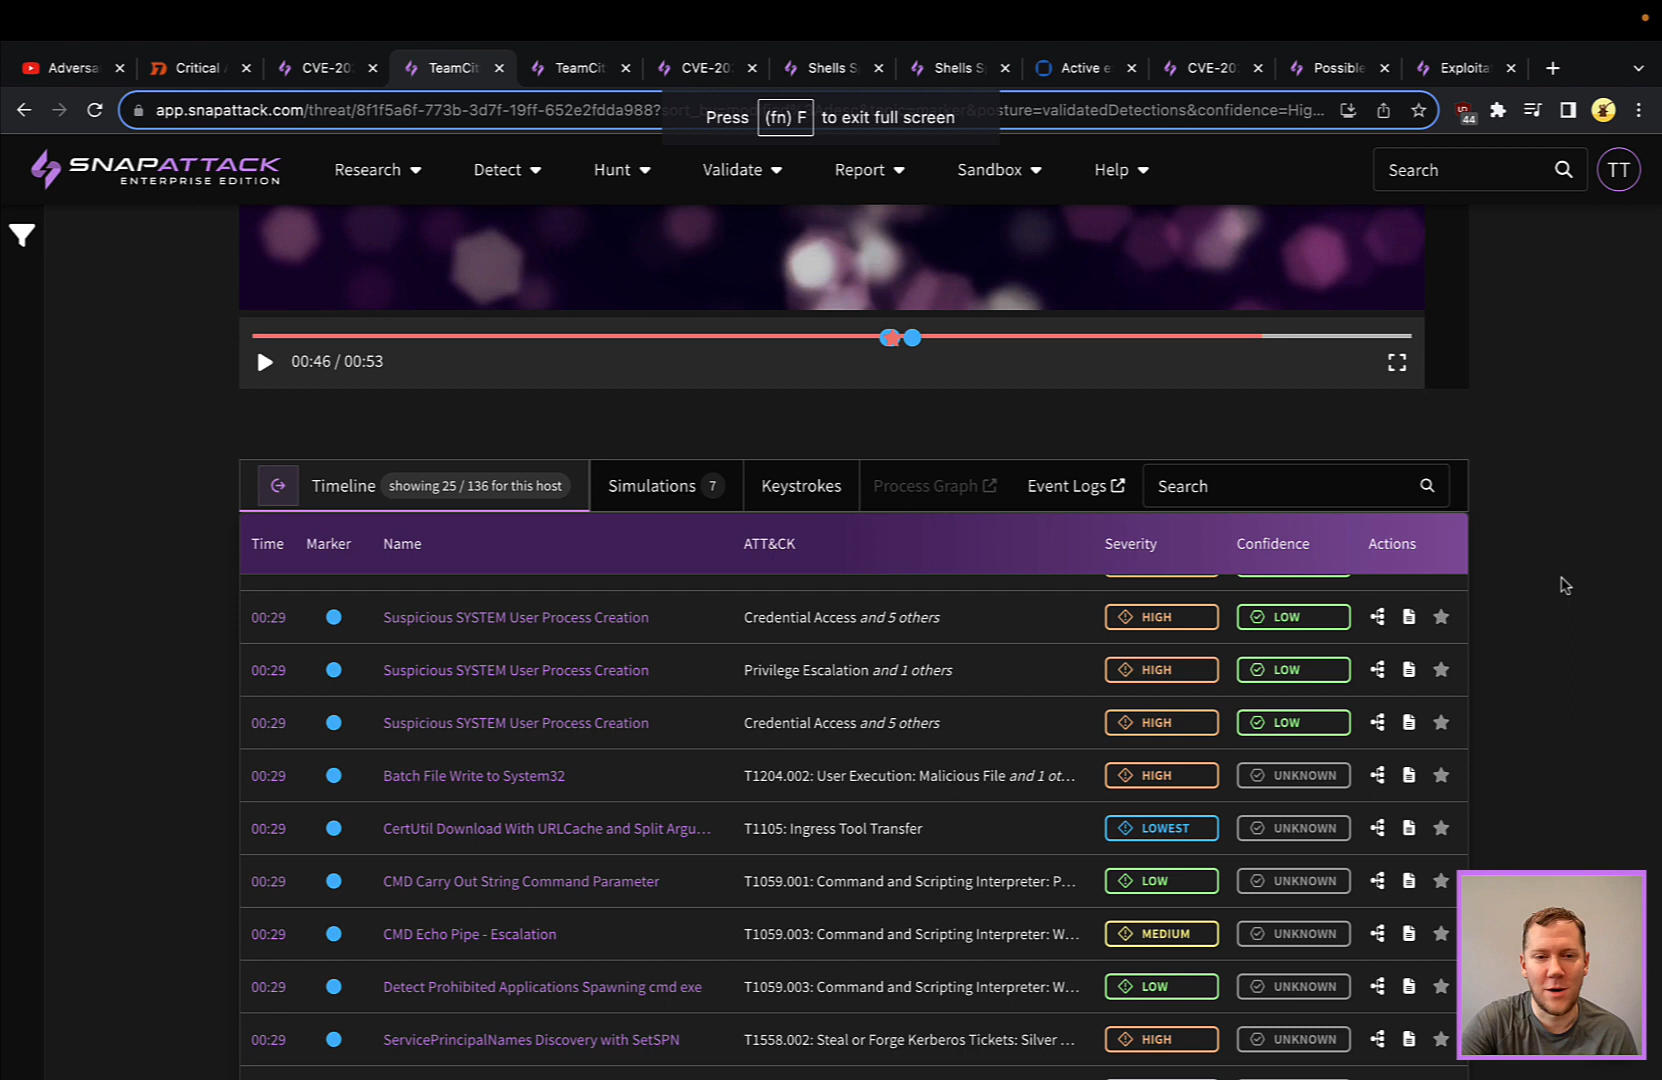 Adversa
Critical
CVE-20
TeamCit
TeamCit
CVE-20
Shells S
Shells S
Active e
CVE-20
Possible
Exploita
app.snapattack.com/threat/8f1f5a6f-773b-3d7f-19ff-652e2fdda988?
posture=validatedDetections&confidence=Hig...
44
Press (fn) F to exit full screen
SNAPATTACK
ENTERPRISE EDITION
Research
Detect
Hunt
Validate
Report
Sandbox
Help
Search
TT
00:46 / 00:53
Timeline showing 25 / 136 for this host
Simulations 7
Keystrokes
Process Graph
Event Logs
Search
Time Marker Name ATT&CK Severity Confidence Actions
00:29 Suspicious SYSTEM User Process Creation Credential Access and 5 others HIGH LOW
00:29 Suspicious SYSTEM User Process Creation Privilege Escalation and 1 others HIGH LOW
00:29 Suspicious SYSTEM User Process Creation Credential Access and 5 others HIGH LOW
00:29 Batch File Write to System32 T1204.002: User Execution: Malicious File and 1 ot... HIGH UNKNOWN
00:29 CertUtil Download With URLCache and Split Argu... T1105: Ingress Tool Transfer LOWEST UNKNOWN
00:29 CMD Carry Out String Command Parameter T1059.001: Command and Scripting Interpreter: P... LOW UNKNOWN
00:29 CMD Echo Pipe - Escalation T1059.003: Command and Scripting Interpreter: W... MEDIUM UNKNOWN
00:29 Detect Prohibited Applications Spawning cmd exe T1059.003: Command and Scripting Interpreter: W... LOW UNKNOWN
00:29 ServicePrincipalNames Discovery with SetSPN T1558.002: Steal or Forge Kerberos Tickets: Silver ... HIGH UNKNOWN